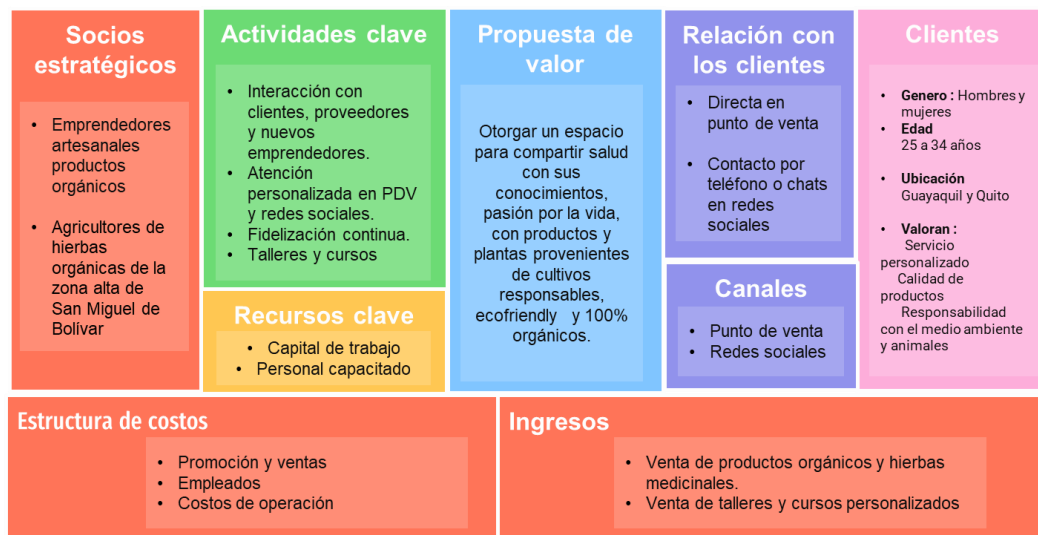 Socios
estratégicos
• Emprendedores
artesanales
productos
orgánicos
• Agricultores de
hierbas
orgánicas de la
zona alta de
San Miguel de
Bolívar
Actividades clave
• Interacción con
clientes, proveedores
y nuevos
emprendedores.
• Atención
personalizada en PDV
y redes sociales.
• Fidelización continua.
• Talleres y cursos
Recursos clave
• Capital de trabajo
• Personal capacitado
Propuesta de
valor
Otorgar un espacio
para compartir salud
con sus
conocimientos,
pasión por la vida,
con productos y
plantas provenientes
de cultivos
responsables,
ecofriendly y 100%
orgánicos.
Relación con
los clientes
• Directa en
punto de venta
• Contacto por
teléfono o chats
en redes
sociales
Canales
• Punto de venta
• Redes sociales
Clientes
• Genero : Hombres y
mujeres
• Edad
25 a 34 años
• Ubicación
Guayaquil y Quito
• Valoran :
Servicio
personalizado
Calidad de
productos
Responsabilidad
con el medio ambiente
y animales
Estructura de costos
• Promoción y ventas
• Empleados
• Costos de operación
Ingresos
• Venta de productos orgánicos y hierbas
medicinales.
• Venta de talleres y cursos personalizados